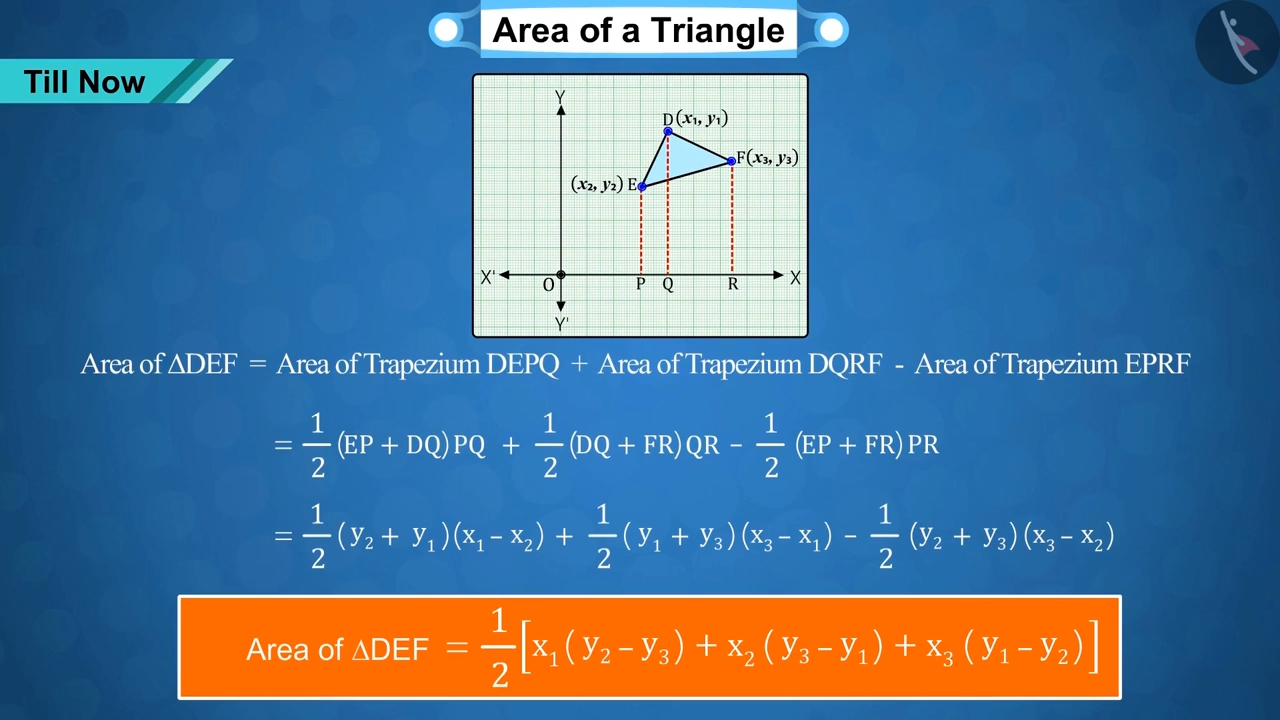 Area of a Triangle
Till Now
Y
D(x₁, y₁)
F(x₃, y₃)
(x₂, y₂) E
X' O P Q R X
Y'
Area of ΔDEF = Area of Trapezium DEPQ + Area of Trapezium DQRF - Area of Trapezium EPRF
= 1/2 (EP + DQ) PQ + 1/2 (DQ + FR) QR – 1/2 (EP + FR) PR
= 1/2 (y₂ + y₁)(x₁ – x₂) + 1/2 (y₁ + y₃)(x₃ – x₁) – 1/2 (y₂ + y₃)(x₃ – x₂)
Area of ΔDEF = 1/2 [x₁ (y₂ – y₃) + x₂ (y₃ – y₁) + x₃ (y₁ – y₂)]